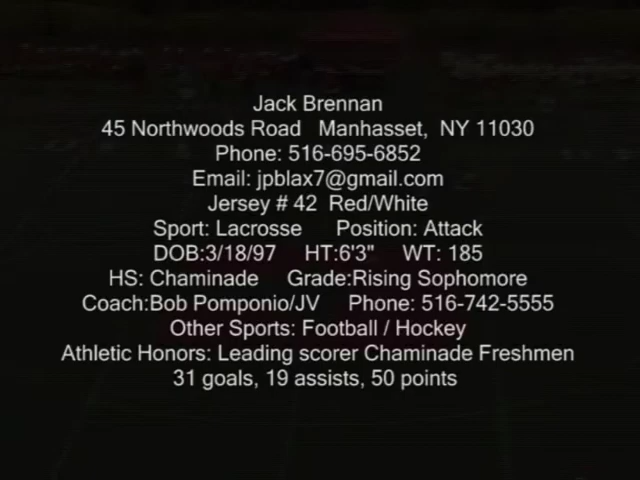 Jack Brennan
45 Northwoods Road Manhasset, NY 11030
Phone: 516-695-6852
Email: jpblax7@gmail.com
Jersey # 42 Red/White
Sport: Lacrosse Position: Attack
DOB:3/18/97 HT:6'3" WT: 185
HS: Chaminade Grade:Rising Sophomore
Coach:Bob Pomponio/JV Phone: 516-742-5555
Other Sports: Football / Hockey
Athletic Honors: Leading scorer Chaminade Freshmen
31 goals, 19 assists, 50 points